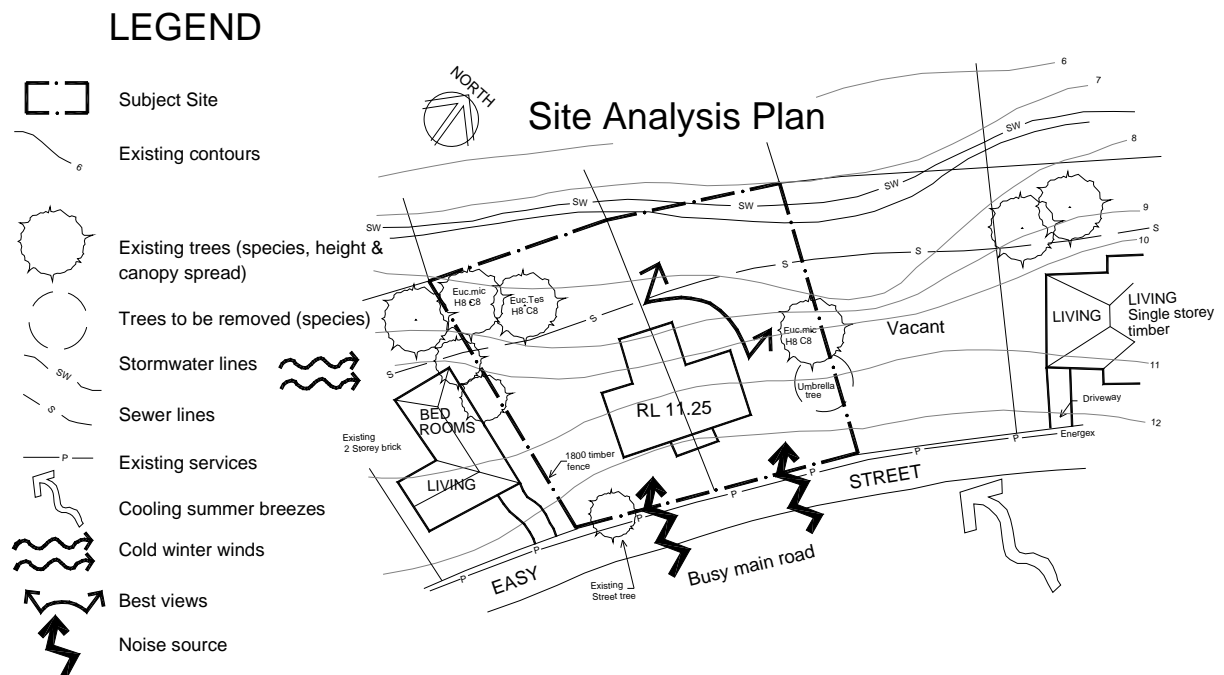 LEGEND
Subject Site
Existing contours
6
Existing trees (species, height &
canopy spread)
Trees to be removed (species)
Stormwater lines
SW
Sewer lines
S
Existing services
P
Cooling summer breezes
Cold winter winds
Best views
Noise source
NORTH
Site Analysis Plan
6
7
8
9
10
11
12
SW
SW
SW
SW
SW
S
S
S
S
S
Euc.mic
H8 C8
Euc.Tes
H8 C8
Euc.mic
H8 C8
Umbrella
tree
Vacant
LIVING
LIVING
Single storey
timber
Driveway
Energex
RL 11.25
BED
ROOMS
LIVING
Existing
2 Storey brick
1800 timber
fence
P
P
P
P
P
P
P
P
EASY
STREET
Busy main road
Existing
Street tree